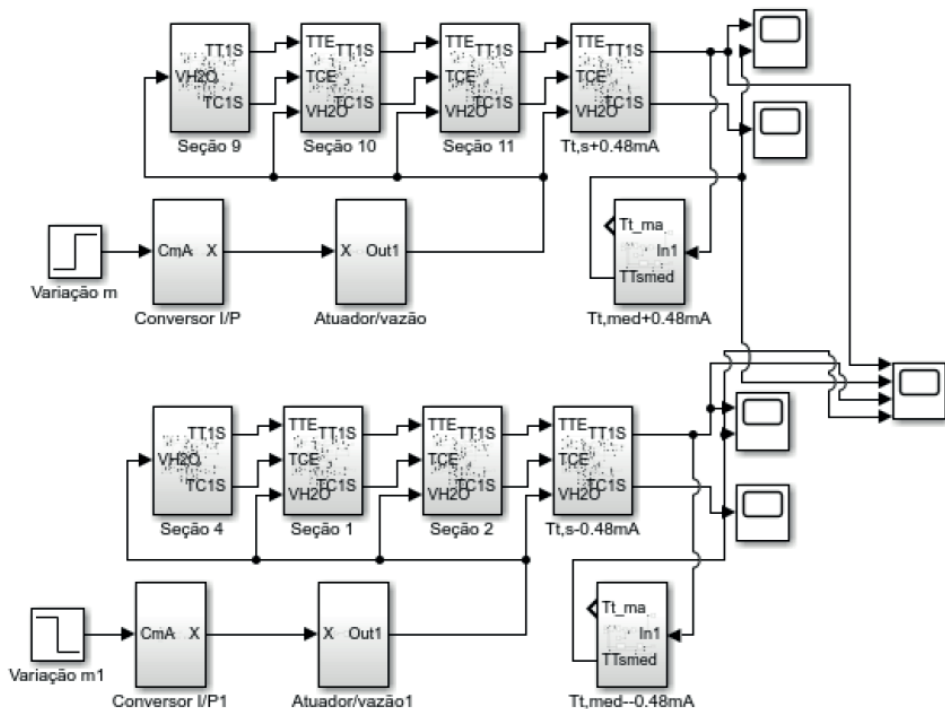 TT1S
VH2O
TC1S
Seção 9
TTE
TT1S
TCE
TC1S
VH2O
Seção 10
TTE
TT1S
TCE
TC1S
VH2O
Seção 11
TTE
TT1S
TCE
TC1S
VH2O
Tt,s+0.48mA
Variação m
CmA X
Conversor I/P
X Out1
Atuador/vazão
Tt_ma
In1
TTsmed
Tt,med+0.48mA
TT1S
VH2O
TC1S
Seção 4
TTE
TT1S
TCE
TC1S
VH2O
Seção 1
TTE
TT1S
TCE
TC1S
VH2O
Seção 2
TTE
TT1S
TCE
TC1S
VH2O
Tt,s-0.48mA
Variação m1
CmA X
Conversor I/P1
X Out1
Atuador/vazão1
Tt_ma
In1
TTsmed
Tt,med--0.48mA